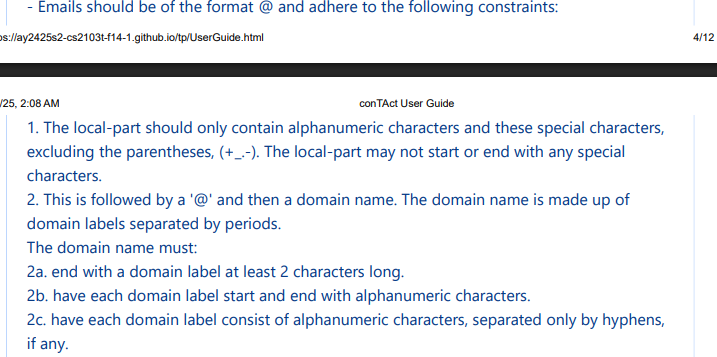 - Emails should be of the format @ and adhere to the following constraints:
os://ay2425s2-cs2103t-f14-1.github.io/tp/UserGuide.html 4/12
/25, 2:08 AM conTAct User Guide
1. The local-part should only contain alphanumeric characters and these special characters,
excluding the parentheses, (+_.-). The local-part may not start or end with any special
characters.
2. This is followed by a '@' and then a domain name. The domain name is made up of
domain labels separated by periods.
The domain name must:
2a. end with a domain label at least 2 characters long.
2b. have each domain label start and end with alphanumeric characters.
2c. have each domain label consist of alphanumeric characters, separated only by hyphens,
if any.